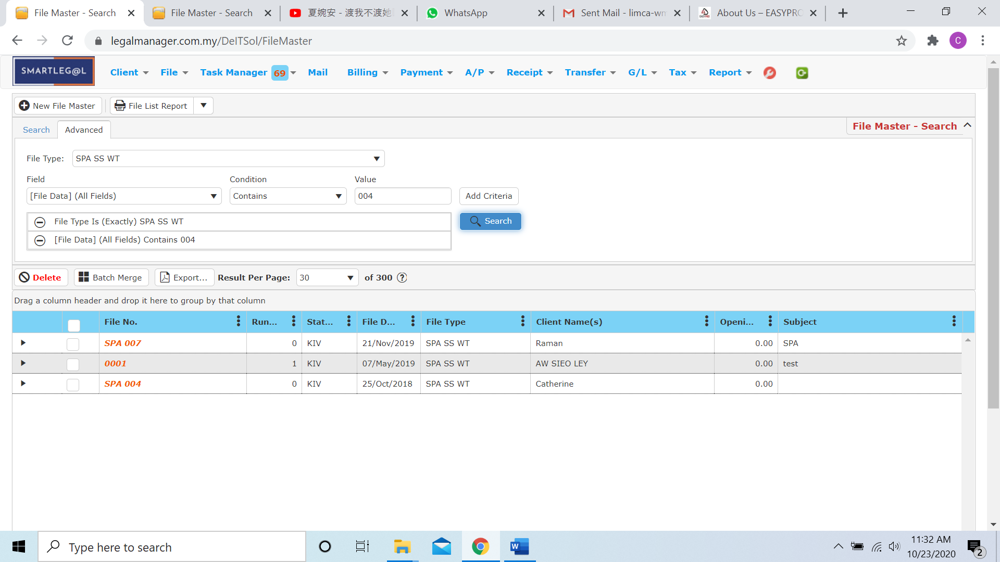 File Master - Search
File Master - Search
夏婉安 - 渡我不渡她
WhatsApp
Sent Mail - limca-wm
About Us – EASYPRO
legalmanager.com.my/DeITSol/FileMaster
C
SMARTLEG@L
Client
File
Task Manager 69
Mail
Billing
Payment
A/P
Receipt
Transfer
G/L
Tax
Report
New File Master
File List Report
Search
Advanced
File Master - Search
File Type: SPA SS WT
Field Condition Value
[File Data] (All Fields) Contains 004 Add Criteria
File Type Is (Exactly) SPA SS WT
Search
[File Data] (All Fields) Contains 004
Delete Batch Merge Export... Result Per Page: 30 of 300 ?
Drag a column header and drop it here to group by that column
File No. Run... Stat... File D... File Type Client Name(s) Openi... Subject
SPA 007 0 KIV 21/Nov/2019 SPA SS WT Raman 0.00 SPA
0001 1 KIV 07/May/2019 SPA SS WT AW SIEO LEY 0.00 test
SPA 004 0 KIV 25/Oct/2018 SPA SS WT Catherine 0.00
Type here to search
W
11:32 AM
10/23/2020
2